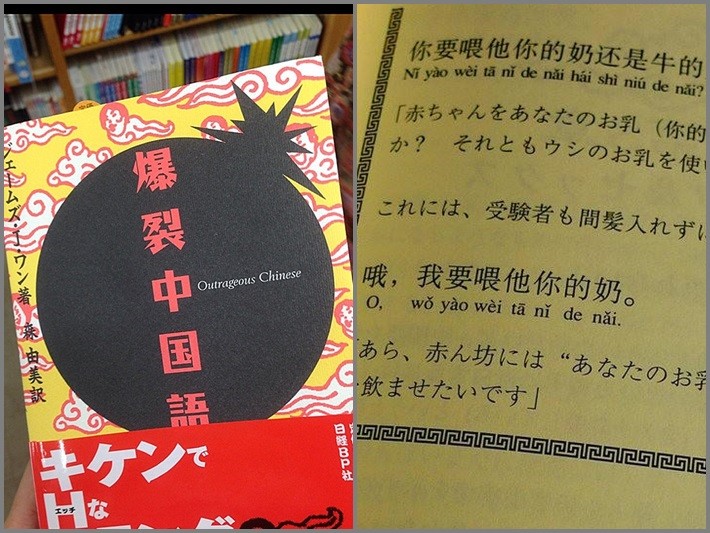 爆裂中国語
Outrageous Chinese
ジェームズ・J・ワン著
森 由美訳
日経BP社
キケンで
Hな
エッチ
你要喂他你的奶还是牛的
Nǐ yào wèi tā nǐ de nǎi hái shì niú de nǎi?
「赤ちゃんをあなたのお乳（你的
か？ それともウシのお乳を使い
これには、受験者も間髪入れずに
哦，我要喂他你的奶。
O, wǒ yào wèi tā nǐ de nǎi.
あら、赤ん坊には“あなたのお乳
飲ませたいです」